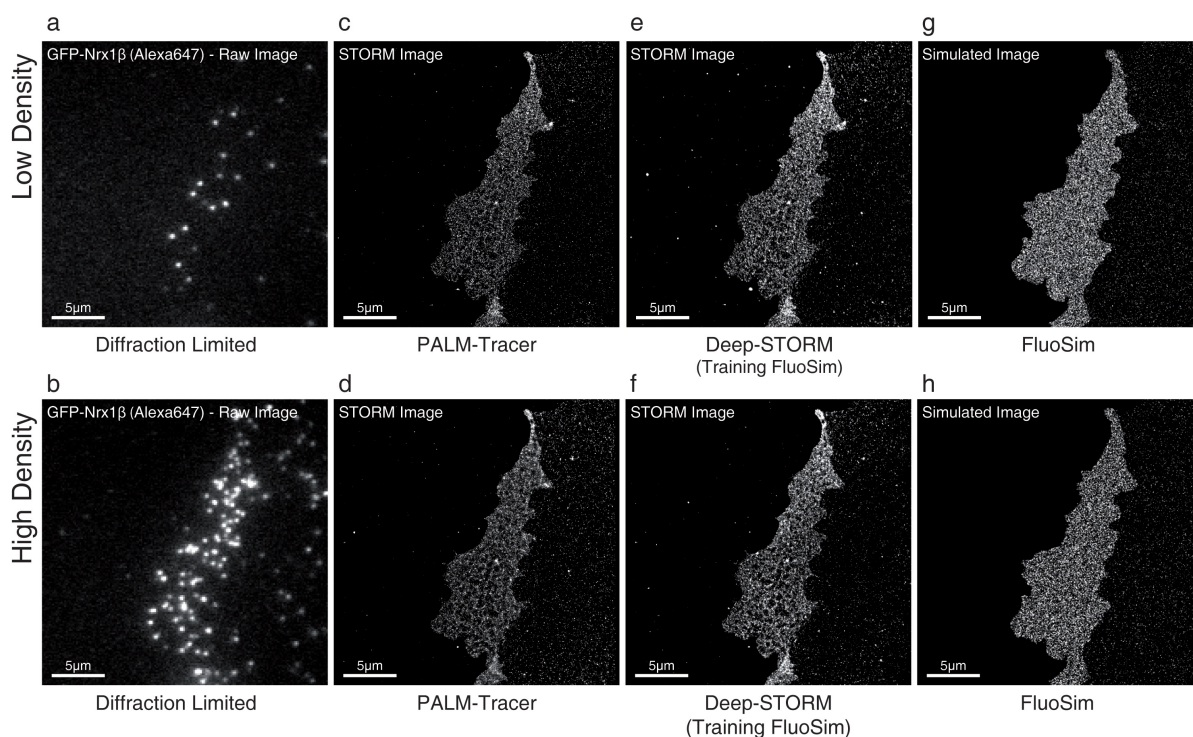 Low Density
a
GFP-Nrx1β (Alexa647) - Raw Image
5μm
Diffraction Limited
c
STORM Image
5μm
PALM-Tracer
e
STORM Image
5μm
Deep-STORM
(Training FluoSim)
g
Simulated Image
5μm
FluoSim
High Density
b
GFP-Nrx1β (Alexa647) - Raw Image
5μm
Diffraction Limited
d
STORM Image
5μm
PALM-Tracer
f
STORM Image
5μm
Deep-STORM
(Training FluoSim)
h
Simulated Image
5μm
FluoSim